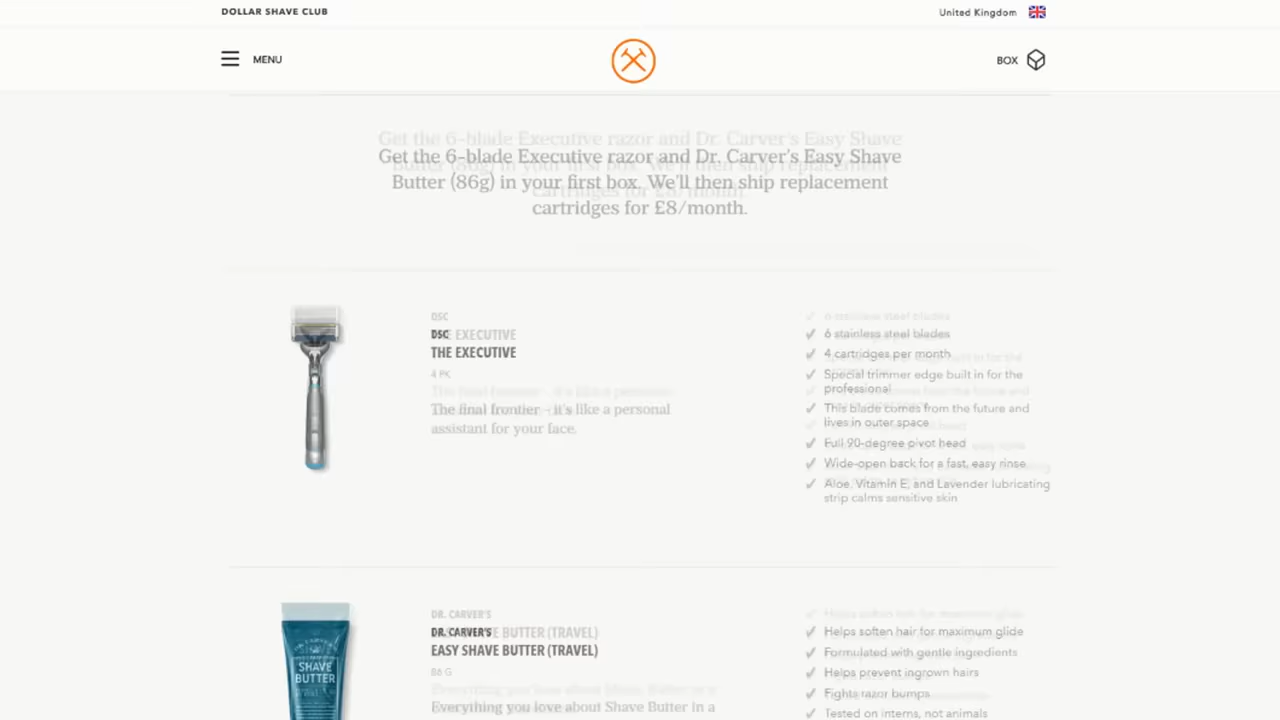 DOLLAR SHAVE CLUB
United Kingdom
MENU
BOX
Get the 6-blade Executive razor and Dr. Carver's Easy Shave
Butter (86g) in your first box. We'll then ship replacement
cartridges for £8/month.
DSC
THE EXECUTIVE
4 PK
The final frontier - it's like a personal
assistant for your face.
6 stainless steel blades
4 cartridges per month
Special trimmer edge built in for the
professional
This blade comes from the future and
lives in outer space
Full 90-degree pivot head
Wide-open back for a fast, easy rinse
Aloe, Vitamin E, and Lavender lubricating
strip calms sensitive skin
SHAVE
BUTTER
DR. CARVER'S
EASY SHAVE BUTTER (TRAVEL)
86 G
Everything you love about Shave Butter in a
Helps soften hair for maximum glide
Formulated with gentle ingredients
Helps prevent ingrown hairs
Fights razor bumps
Tested on interns, not animals